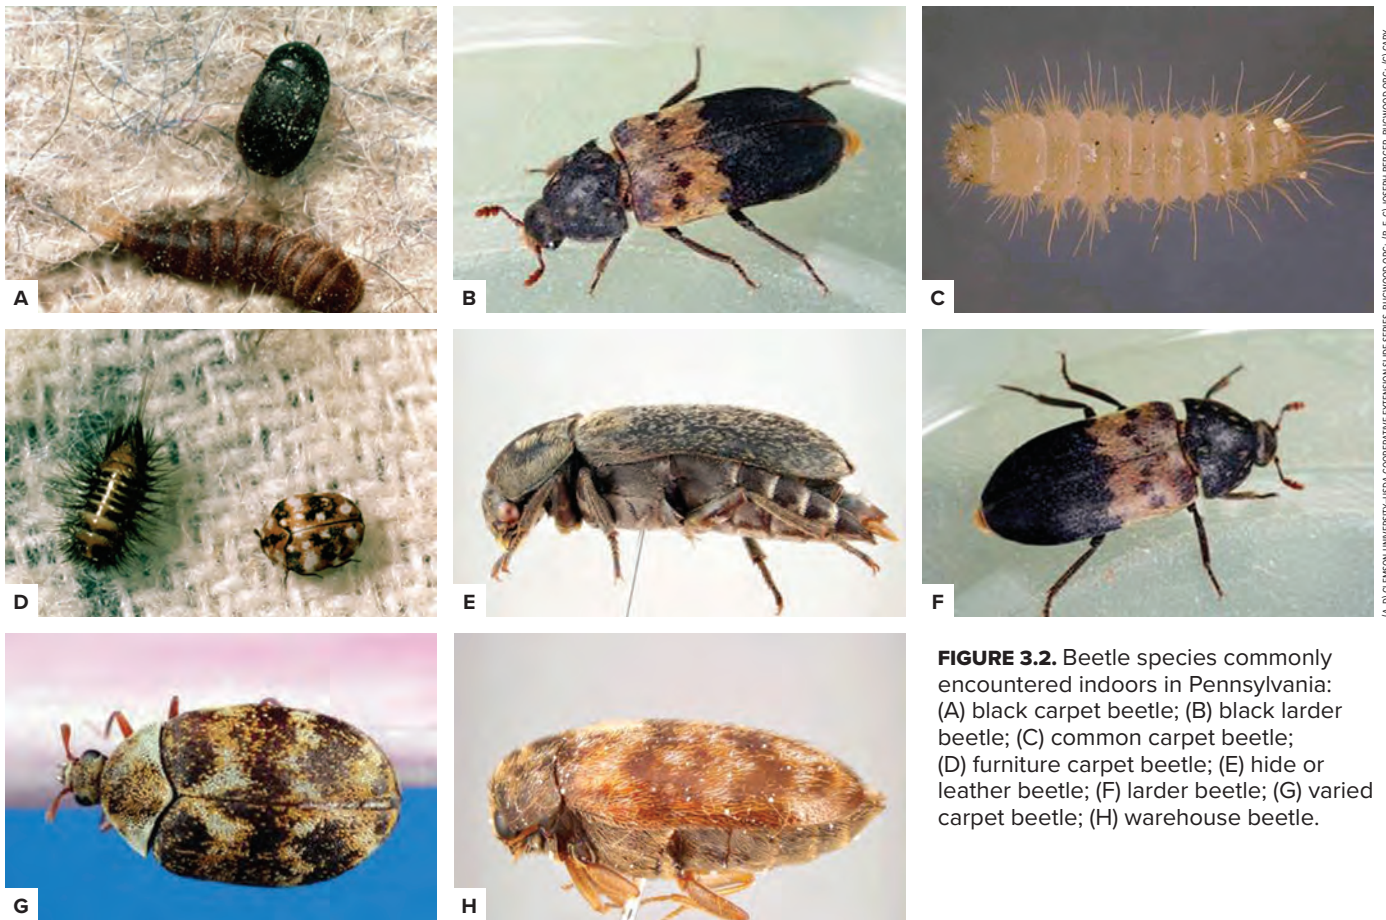 A
B
C
D
E
F
G
H
FIGURE 3.2. Beetle species commonly
encountered indoors in Pennsylvania:
(A) black carpet beetle; (B) black larder
beetle; (C) common carpet beetle;
(D) furniture carpet beetle; (E) hide or
leather beetle; (F) larder beetle; (G) varied
carpet beetle; (H) warehouse beetle.